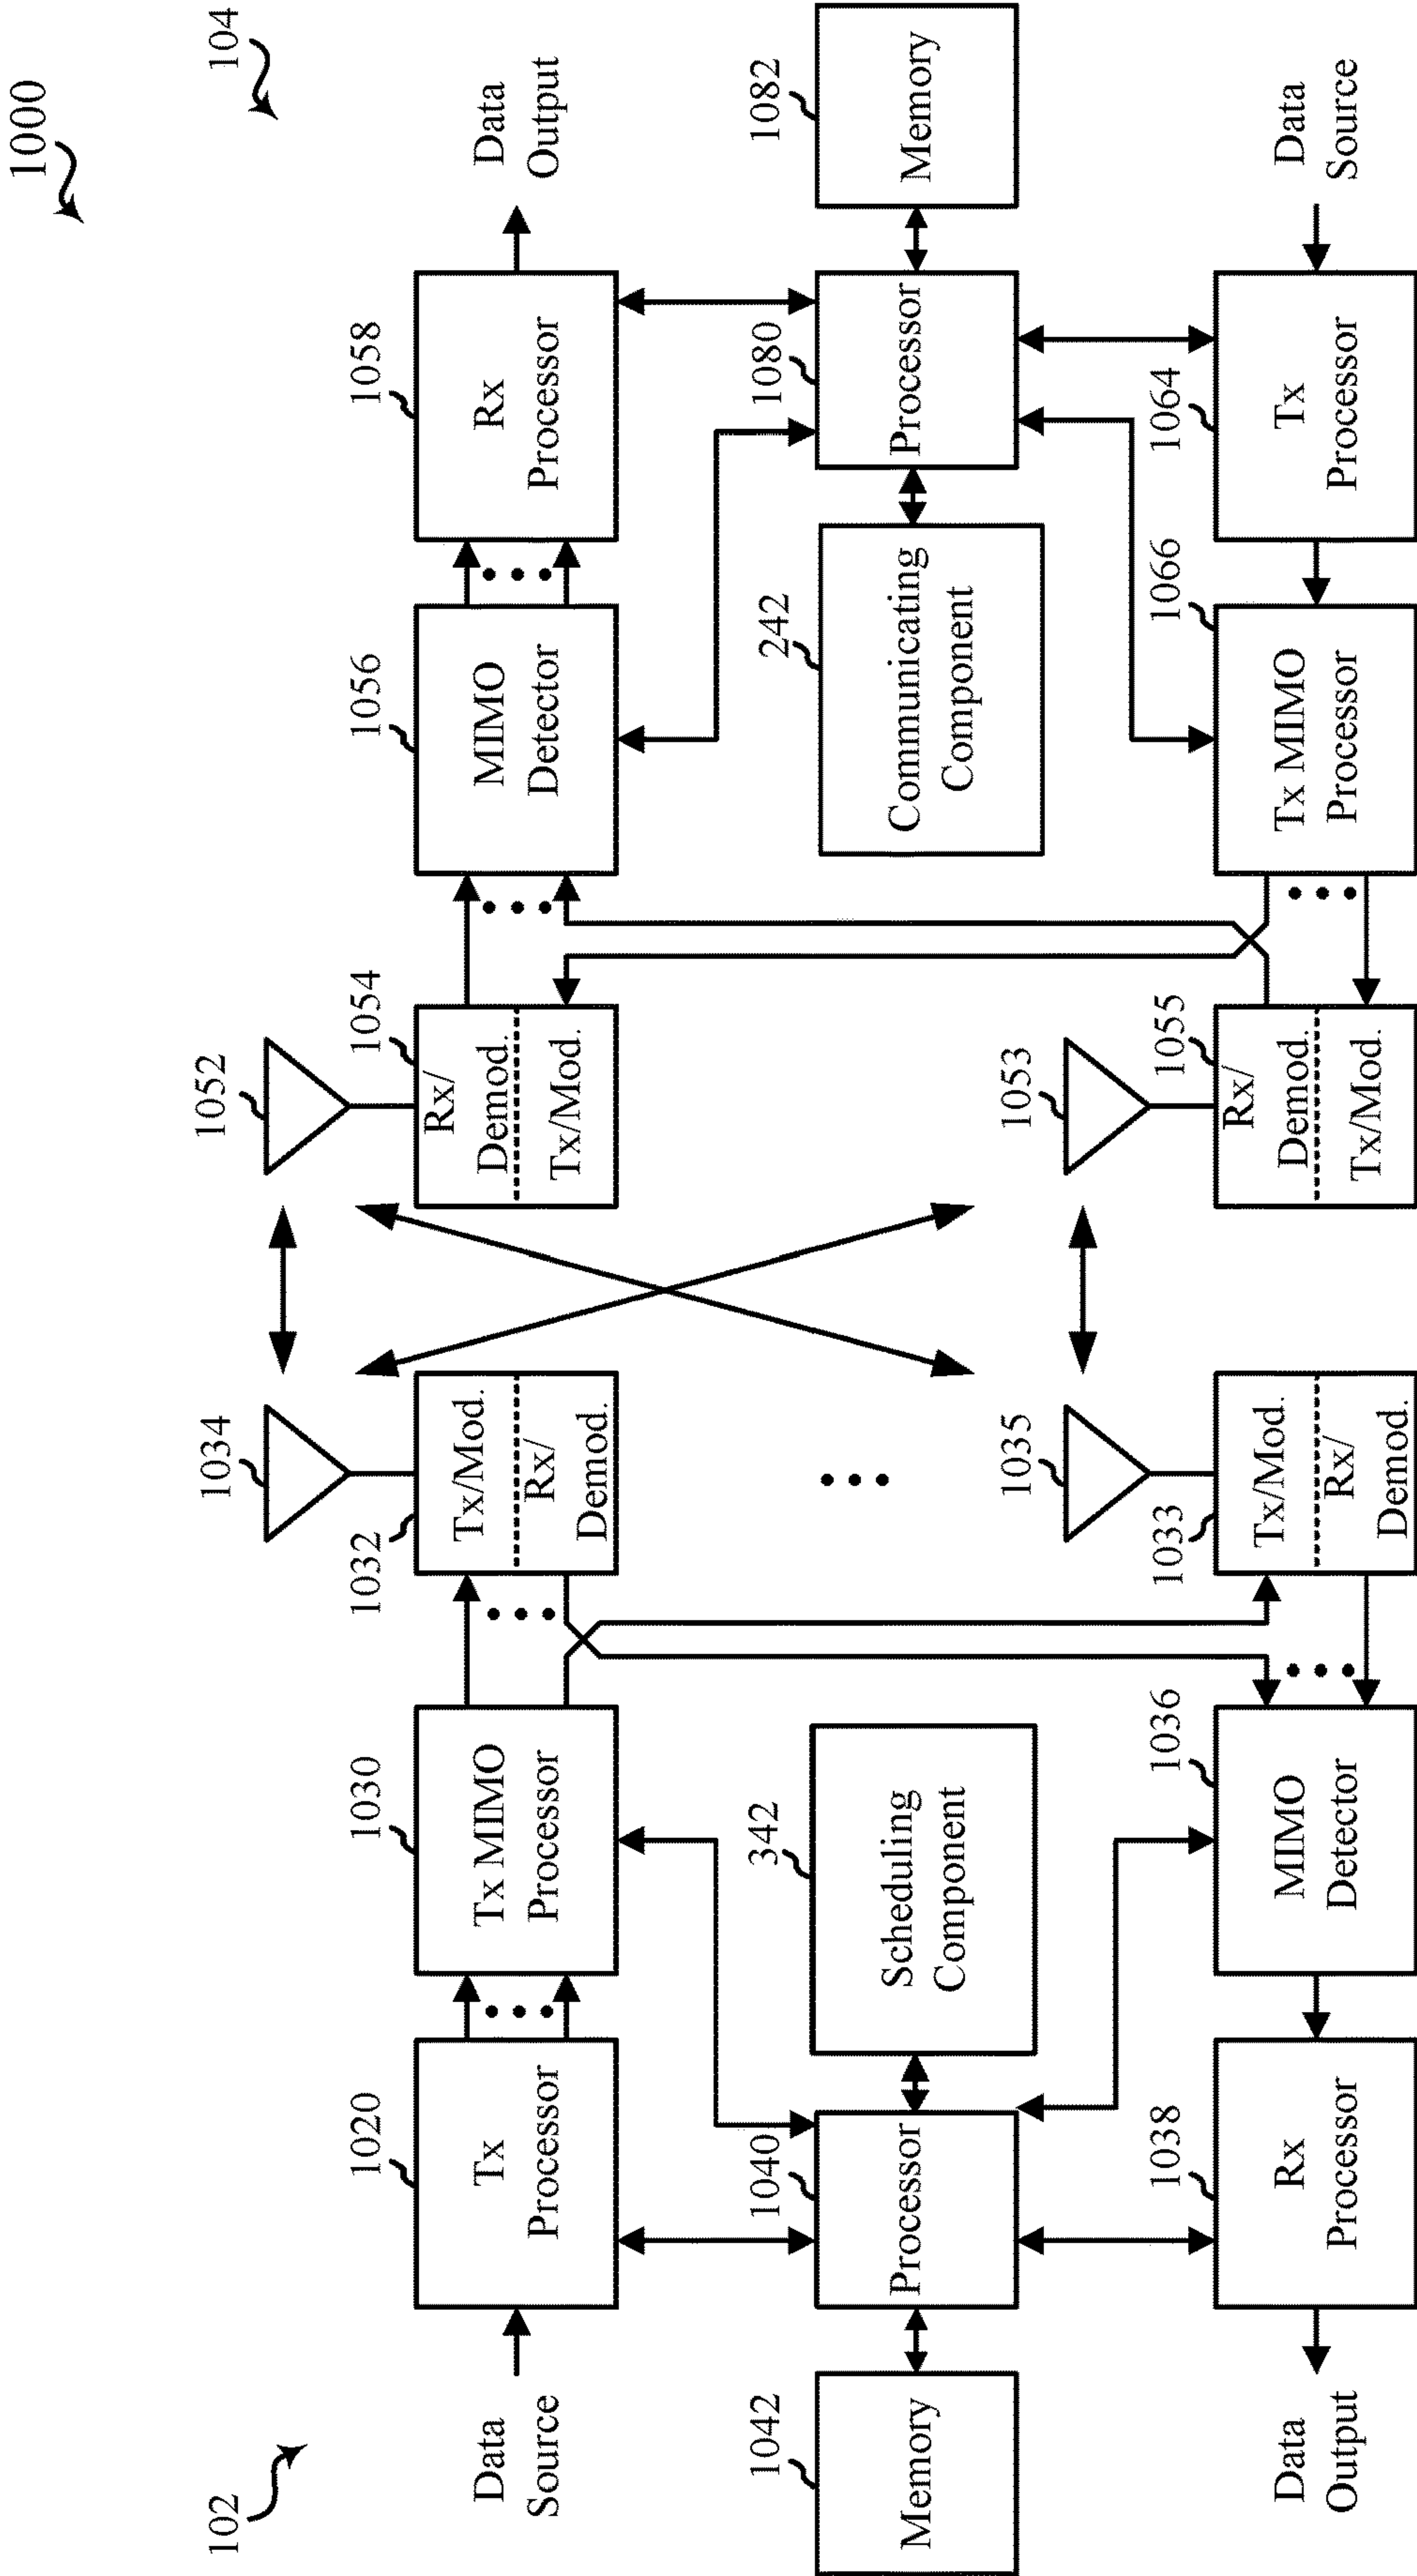 1000
102
104
1034
1052
1020
1030
1032
1054
1056
1058
Data
Source
Tx
Processor
Tx MIMO
Processor
Tx/Mod.
Rx/
Demod.
Rx/
Demod.
Tx/Mod.
MIMO
Detector
Rx
Processor
Data
Output
1042
1040
342
242
1080
1082
Memory
Processor
Scheduling
Component
Communicating
Component
Processor
Memory
1035
1053
1038
1036
1033
1055
1066
1064
Data
Output
Rx
Processor
MIMO
Detector
Tx/Mod.
Rx/
Demod.
Rx/
Demod.
Tx/Mod.
Tx MIMO
Processor
Tx
Processor
Data
Source